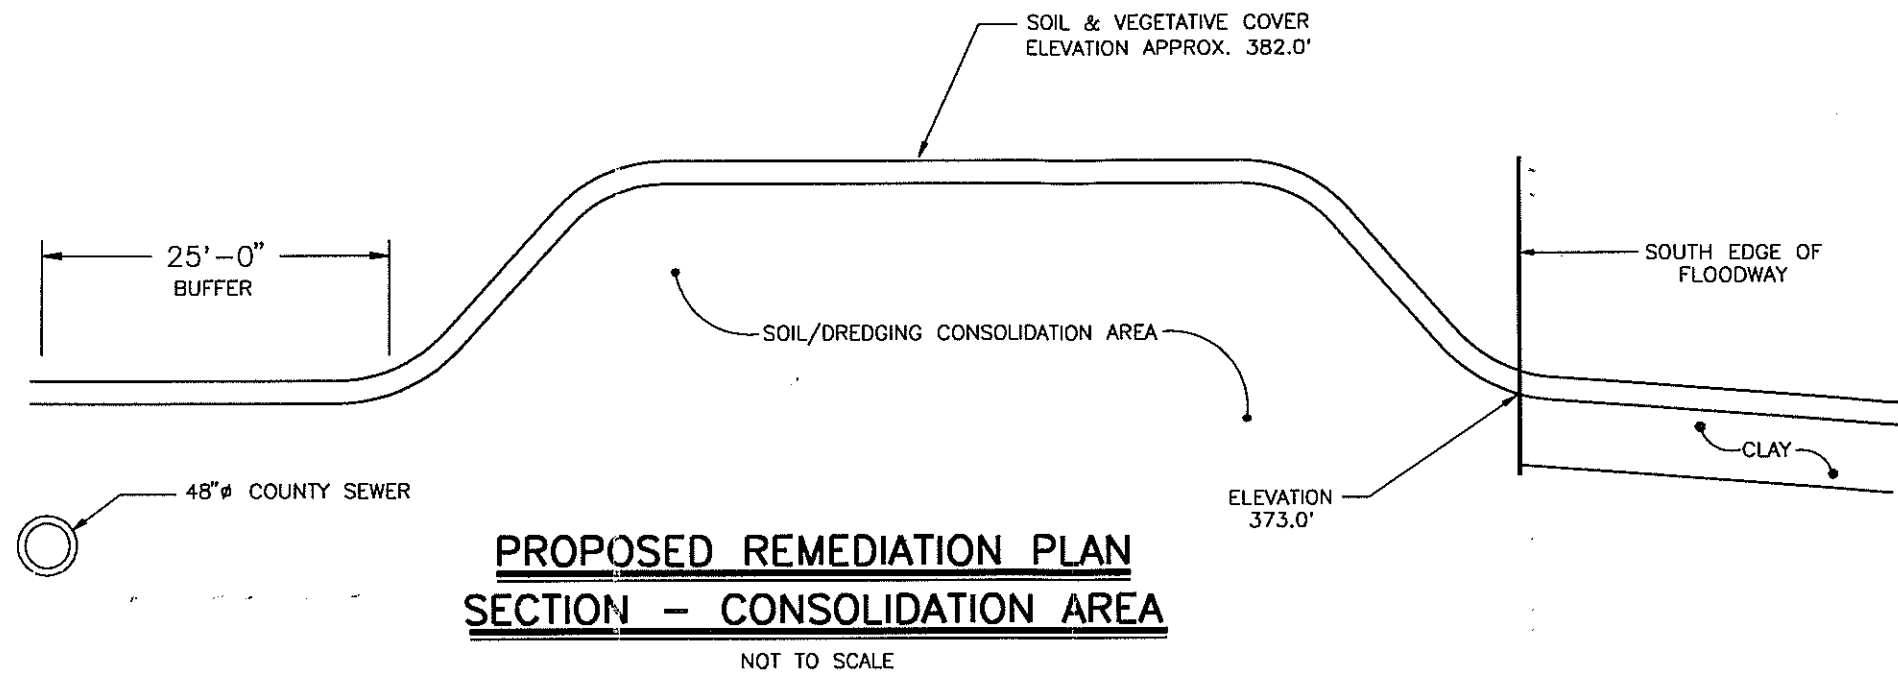 SOIL & VEGETATIVE COVER
ELEVATION APPROX. 382.0'
25'-0"
BUFFER
SOUTH EDGE OF
FLOODWAY
SOIL/DREDGING CONSOLIDATION AREA
CLAY
48"ø COUNTY SEWER
ELEVATION
373.0'
PROPOSED REMEDIATION PLAN
SECTION - CONSOLIDATION AREA
NOT TO SCALE